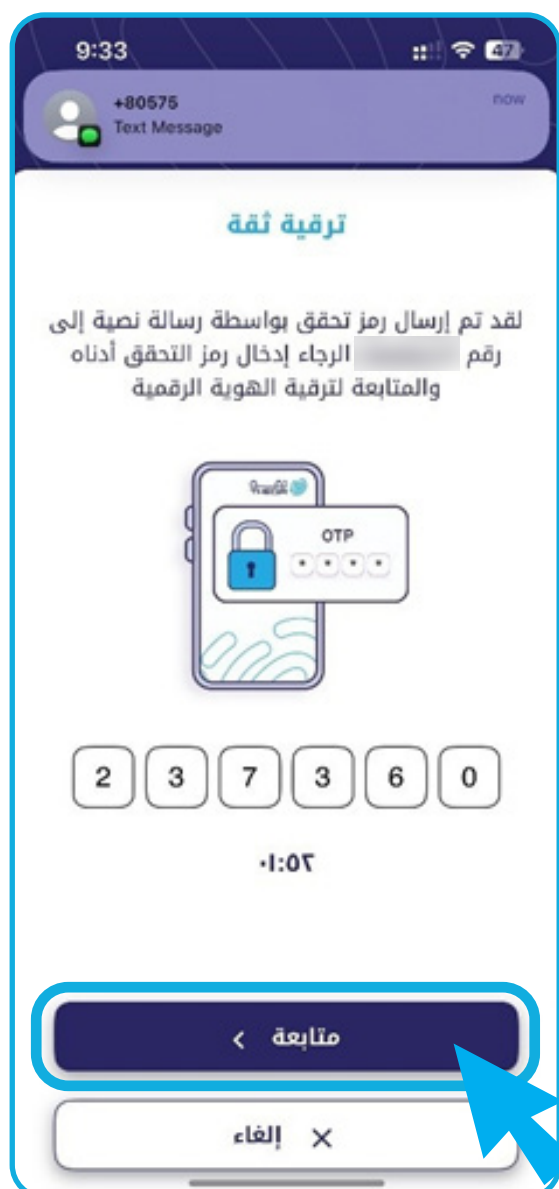 9:33
47
+80575
now
Text Message
ترقية ثقة
لقد تم إرسال رمز تحقق بواسطة رسالة نصية إلى
رقم الرجاء إدخال رمز التحقق أدناه
والمتابعة لترقية الهوية الرقمية
OTP
* * * *
2 3 7 3 6 0
٠١:٥٢
متابعة >
× إلغاء